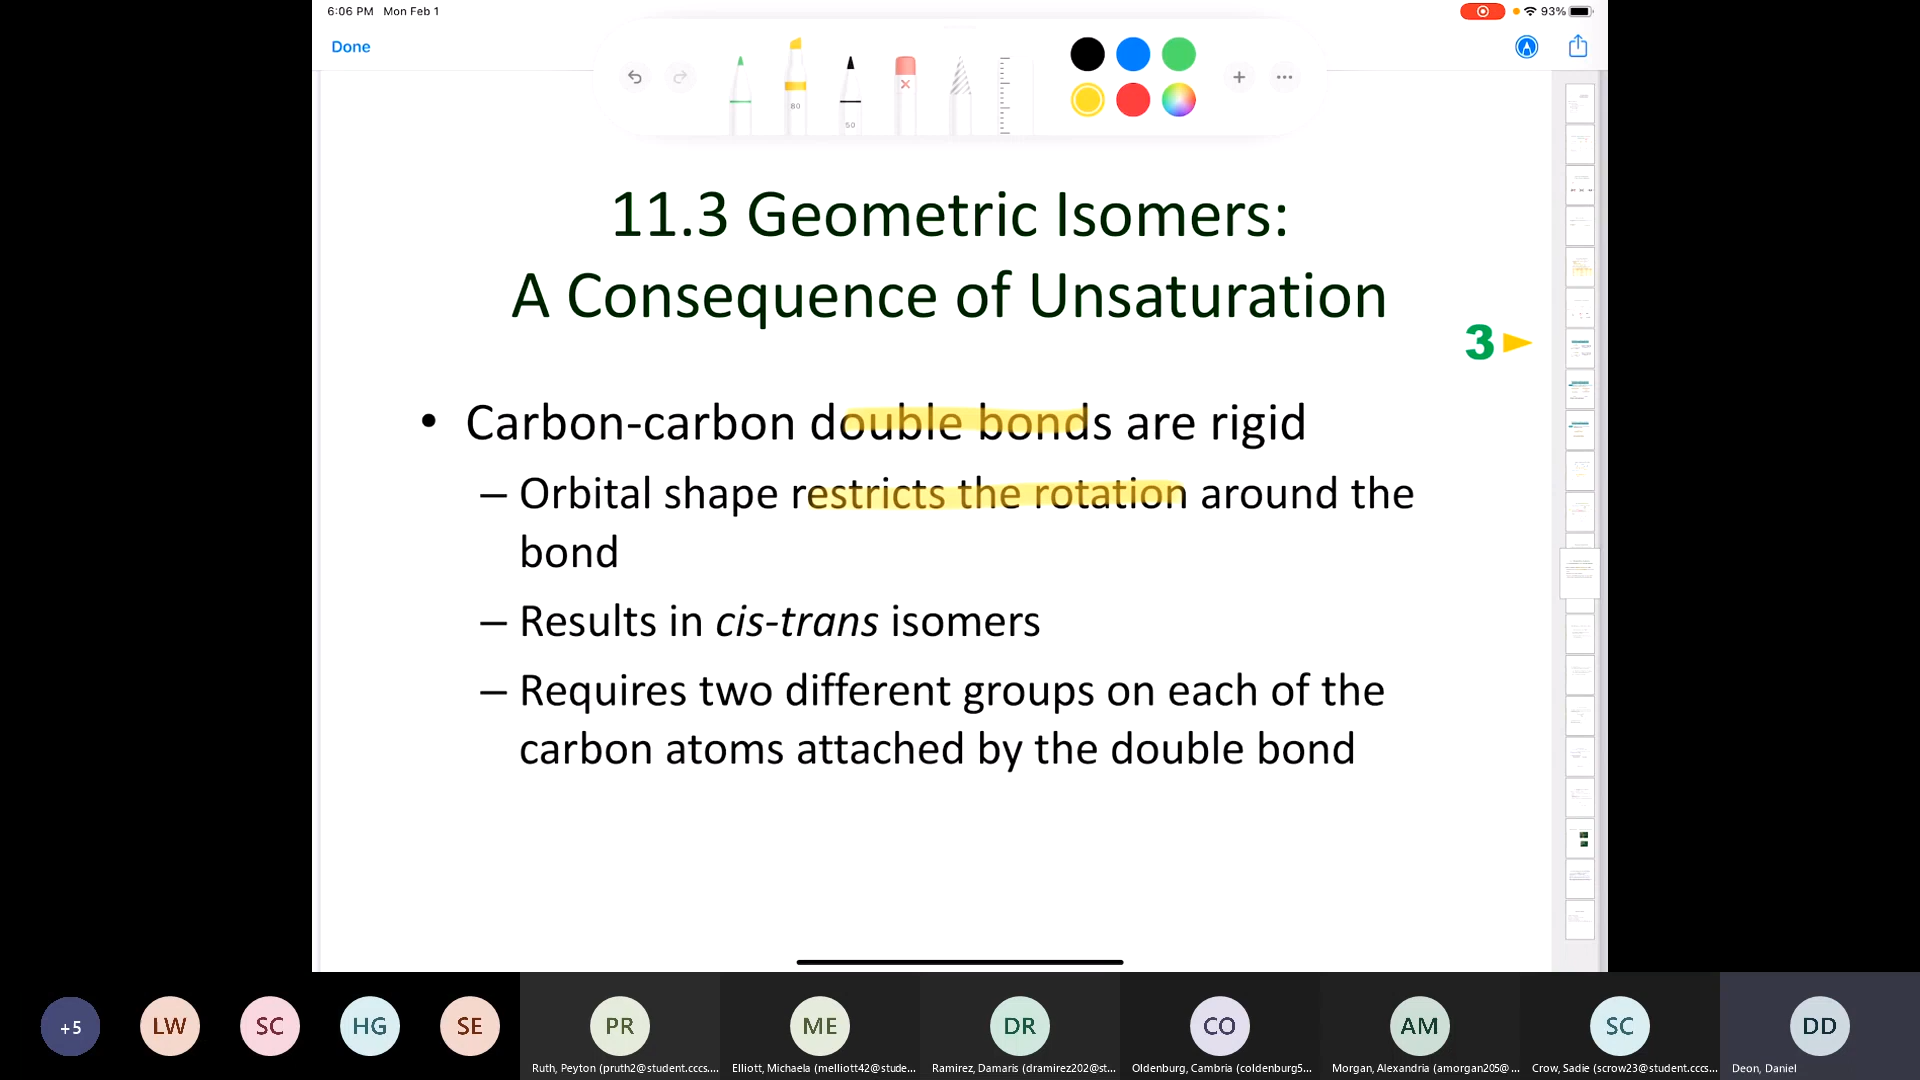 6:06 PM Mon Feb 1
93%
Done
80
50
11.3 Geometric Isomers:
A Consequence of Unsaturation
3
• Carbon-carbon double bonds are rigid
– Orbital shape restricts the rotation around the
bond
– Results in cis-trans isomers
– Requires two different groups on each of the
carbon atoms attached by the double bond
+5
LW
SC
HG
SE
PR
ME
DR
CO
AM
SC
DD
Ruth, Peyton (pruth2@student.cccs....
Elliott, Michaela (melliott42@stude...
Ramirez, Damaris (dramirez202@st...
Oldenburg, Cambria (coldenburg5...
Morgan, Alexandria (amorgan205@...
Crow, Sadie (scrow23@student.cccs...
Deon, Daniel